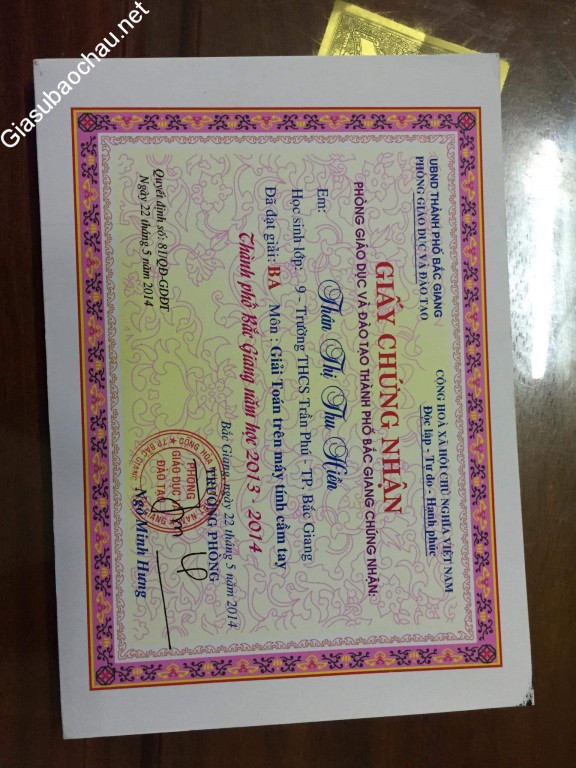 Giasubaochau.net
UBND THÀNH PHỐ BẮC GIANG
PHÒNG GIÁO DỤC VÀ ĐÀO TẠO
CỘNG HOÀ XÃ HỘI CHỦ NGHĨA VIỆT NAM
Độc lập - Tự do - Hạnh phúc
GIẤY CHỨNG NHẬN
PHÒNG GIÁO DỤC VÀ ĐÀO TẠO THÀNH PHỐ BẮC GIANG CHỨNG NHẬN:
Em: Thân Thị Thu Hiền
Học sinh lớp: 9 - Trường THCS Trần Phú - TP. Bắc Giang
Đã đạt giải: BA Môn: Giải Toán trên máy tính cầm tay
Thành phố Bắc Giang năm học 2013 - 2014
Quyết định số: 81/QĐ-GDĐT
Ngày 22 tháng 5 năm 2014
Bắc Giang, ngày 22 tháng 5 năm 2014
TRƯỞNG PHÒNG
PHÒNG
GIÁO DỤC
ĐÀO TẠO
Ngô Minh Hưng